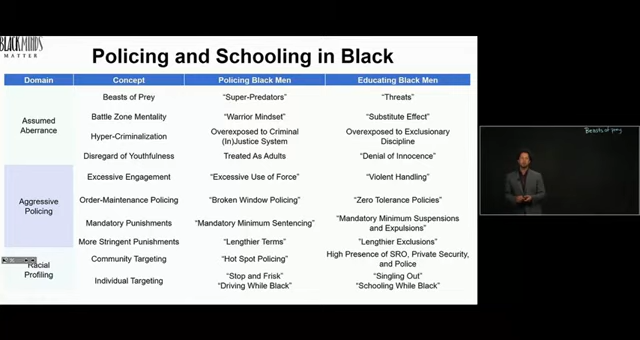 BLACKMINDS
MATTER
Policing and Schooling in Black
Domain Concept Policing Black Men Educating Black Men
Assumed Aberrance
Beasts of Prey "Super-Predators" "Threats"
Battle Zone Mentality "Warrior Mindset" "Substitute Effect"
Hyper-Criminalization Overexposed to Criminal (In)Justice System Overexposed to Exclusionary Discipline
Disregard of Youthfulness Treated As Adults "Denial of Innocence"
Aggressive Policing
Excessive Engagement "Excessive Use of Force" "Violent Handling"
Order-Maintenance Policing "Broken Window Policing" "Zero Tolerance Policies"
Mandatory Punishments "Mandatory Minimum Sentencing" "Mandatory Minimum Suspensions and Expulsions"
More Stringent Punishments "Lengthier Terms" "Lengthier Exclusions"
Racial Profiling
Community Targeting "Hot Spot Policing" High Presence of SRO, Private Security, and Police
Individual Targeting "Stop and Frisk" "Driving While Black" "Singling Out" "Schooling While Black"
Beasts of prey